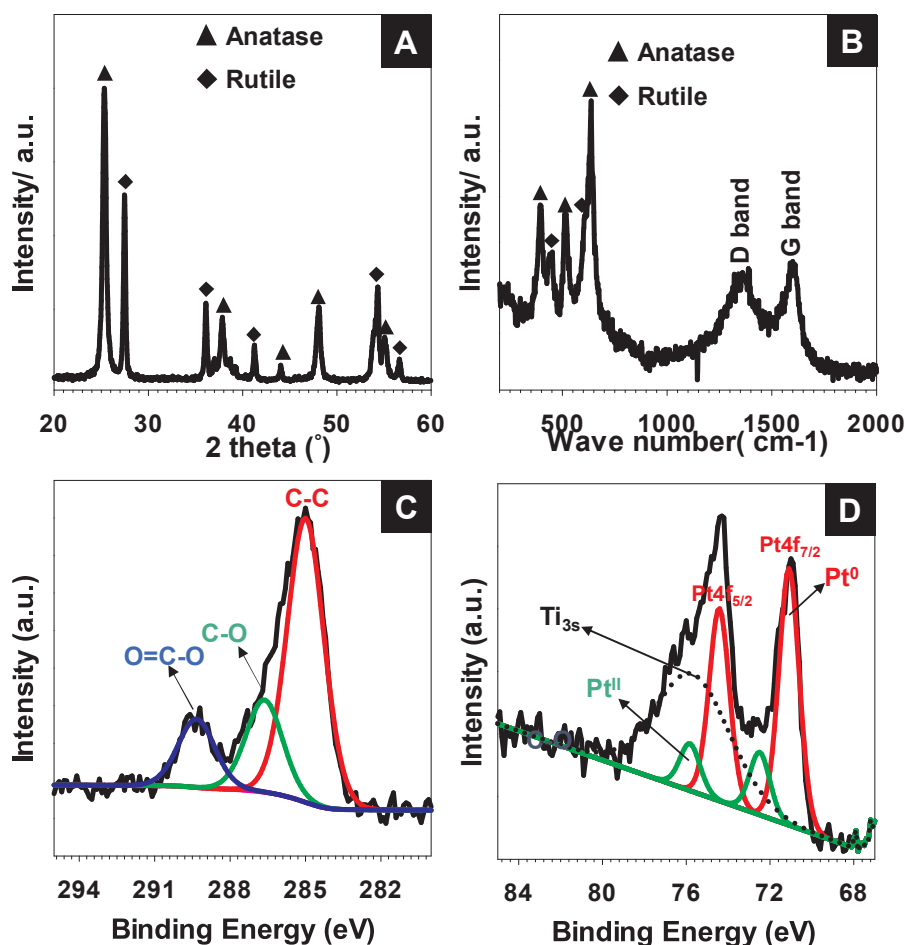 A
▲ Anatase
◆ Rutile
Intensity/ a.u.
20 30 40 50 60
2 theta (°)
B
▲ Anatase
◆ Rutile
D band
G band
Intensity/ a.u.
500 1000 1500 2000
Wave number( cm-1)
C
C-C
C-O
O=C-O
Intensity (a.u.)
294 291 288 285 282
Binding Energy (eV)
D
Pt4f7/2
Pt0
Pt4f5/2
Ti3s
PtII
Intensity (a.u.)
84 80 76 71 68
Binding Energy (eV)